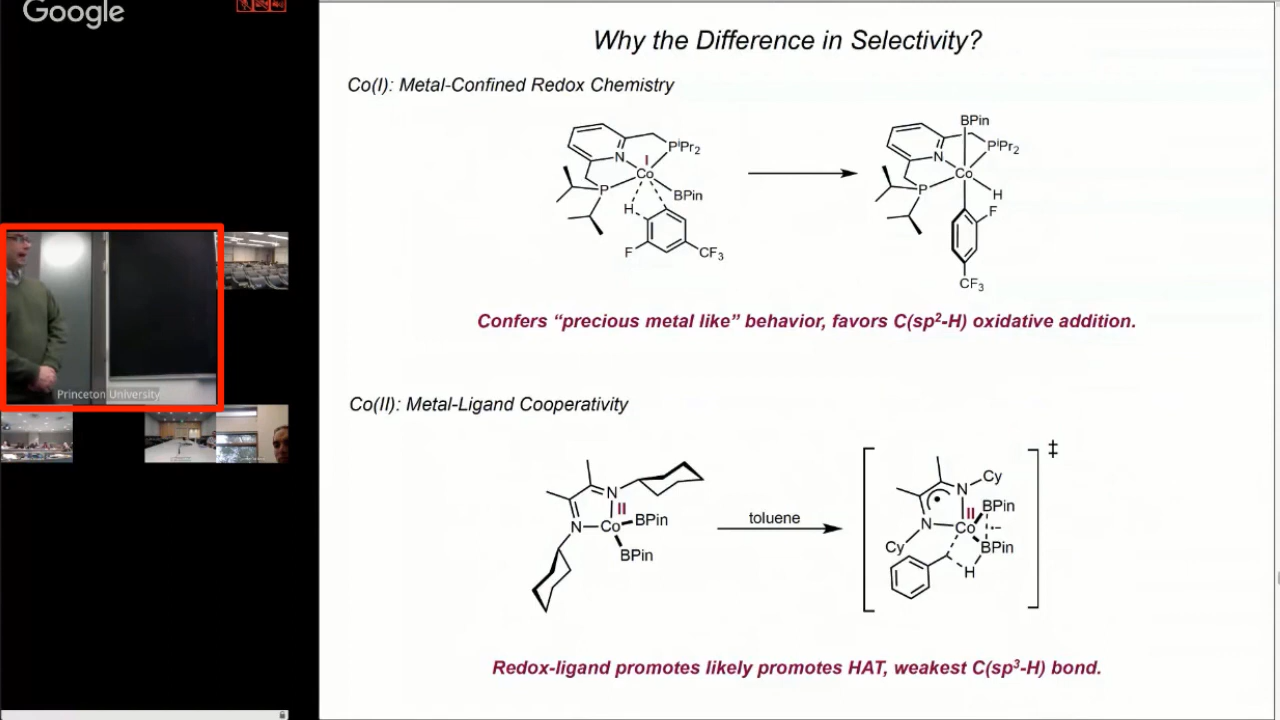 Google
Why the Difference in Selectivity?
Co(I): Metal-Confined Redox Chemistry
N
I
Co
PⁱPr₂
P
BPin
H
F
CF₃
BPin
N
PⁱPr₂
Co
P
H
F
CF₃
Confers “precious metal like” behavior, favors C(sp²-H) oxidative addition.
Princeton University
Co(II): Metal-Ligand Cooperativity
N
II
N
Co
BPin
BPin
toluene
‡
Cy
N
II
BPin
N
Co
Cy
BPin
H
Redox-ligand promotes likely promotes HAT, weakest C(sp³-H) bond.